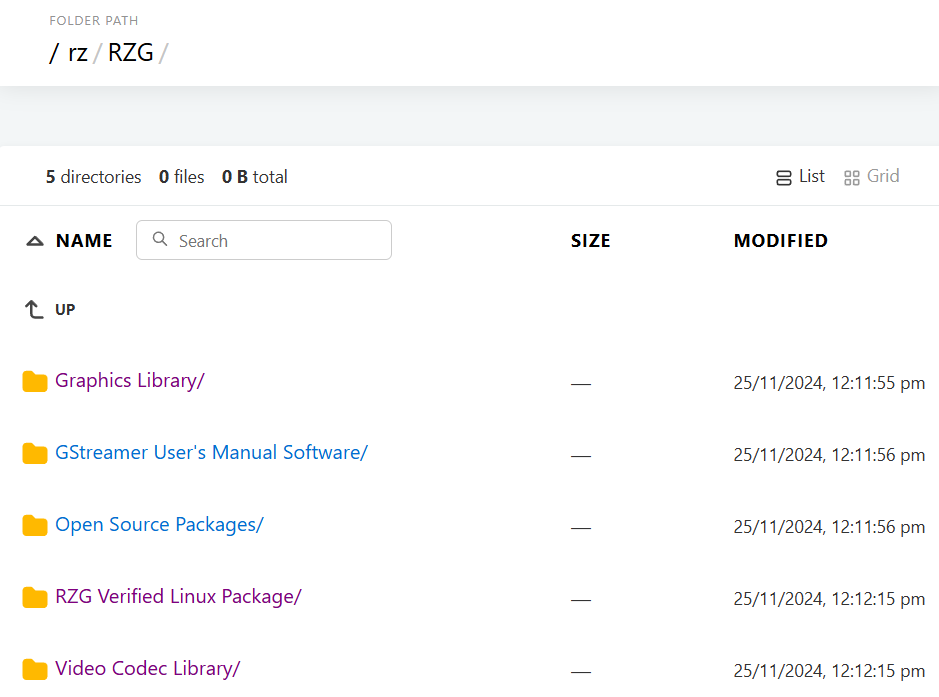 FOLDER PATH
/ rz / RZG /
5 directories 0 files 0 B total List Grid
NAME Search SIZE MODIFIED
UP
Graphics Library/ — 25/11/2024, 12:11:55 pm
GStreamer User's Manual Software/ — 25/11/2024, 12:11:56 pm
Open Source Packages/ — 25/11/2024, 12:11:56 pm
RZG Verified Linux Package/ — 25/11/2024, 12:12:15 pm
Video Codec Library/ — 25/11/2024, 12:12:15 pm